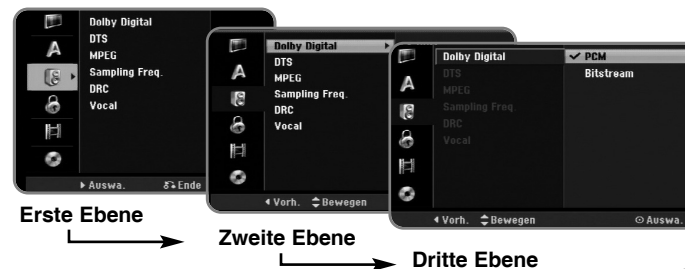 Dolby Digital
DTS
MPEG
Sampling Freq.
DRC
Vocal
Auswa.
Ende
Erste Ebene
Dolby Digital
DTS
MPEG
Sampling Freq.
DRC
Vocal
Vorh.
Bewegen
Zweite Ebene
Dolby Digital
DTS
MPEG
Sampling Freq.
DRC
Vocal
PCM
Bitstream
Vorh.
Bewegen
Auswa.
Dritte Ebene